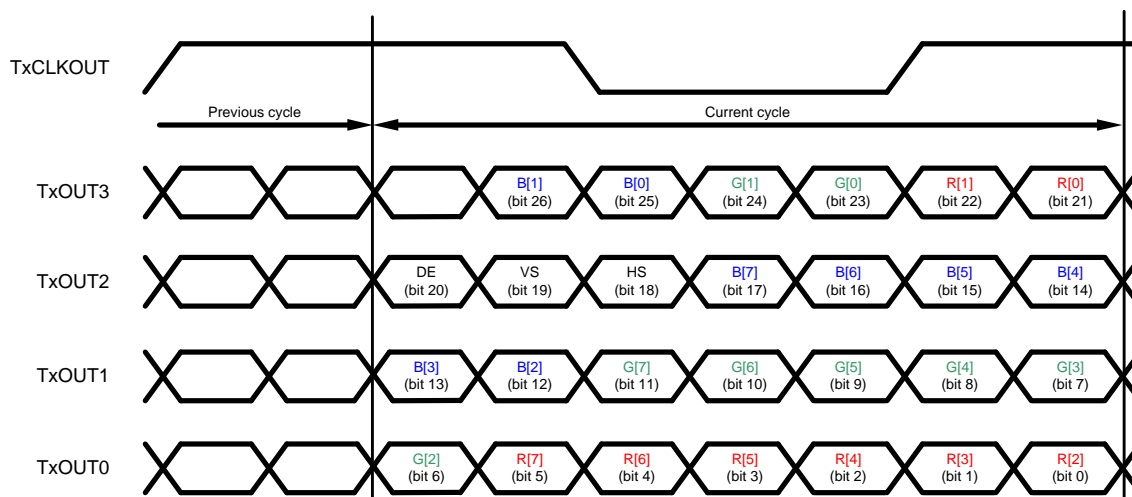 TxCLKOUT
Previous cycle
Current cycle
TxOUT3
B[1]
(bit 26)
B[0]
(bit 25)
G[1]
(bit 24)
G[0]
(bit 23)
R[1]
(bit 22)
R[0]
(bit 21)
TxOUT2
DE
(bit 20)
VS
(bit 19)
HS
(bit 18)
B[7]
(bit 17)
B[6]
(bit 16)
B[5]
(bit 15)
B[4]
(bit 14)
TxOUT1
B[3]
(bit 13)
B[2]
(bit 12)
G[7]
(bit 11)
G[6]
(bit 10)
G[5]
(bit 9)
G[4]
(bit 8)
G[3]
(bit 7)
TxOUT0
G[2]
(bit 6)
R[7]
(bit 5)
R[6]
(bit 4)
R[5]
(bit 3)
R[4]
(bit 2)
R[3]
(bit 1)
R[2]
(bit 0)